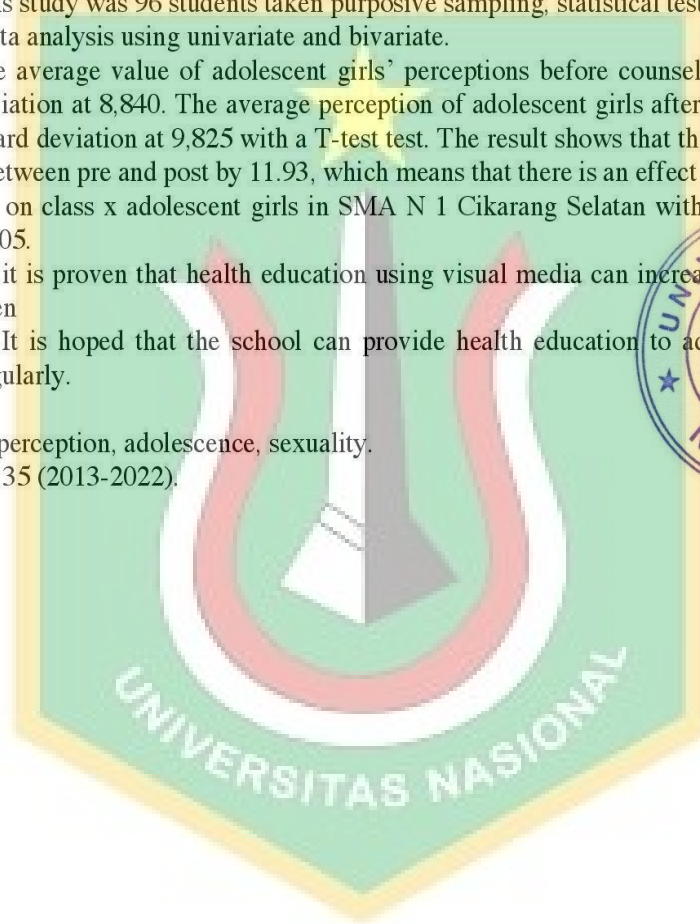 s study was 96 students taken purposive sampling, statistical test
ta analysis using univariate and bivariate.
e average value of adolescent girls' perceptions before counsel
iation at 8,840. The average perception of adolescent girls after
ard deviation at 9,825 with a T-test test. The result shows that th
etween pre and post by 11.93, which means that there is an effect
on class x adolescent girls in SMA N 1 Cikarang Selatan with
05.
it is proven that health education using visual media can increa
en
It is hoped that the school can provide health education to ad
gularly.
perception, adolescence, sexuality.
35 (2013-2022).
UNIVERSITAS NASIONAL
UN